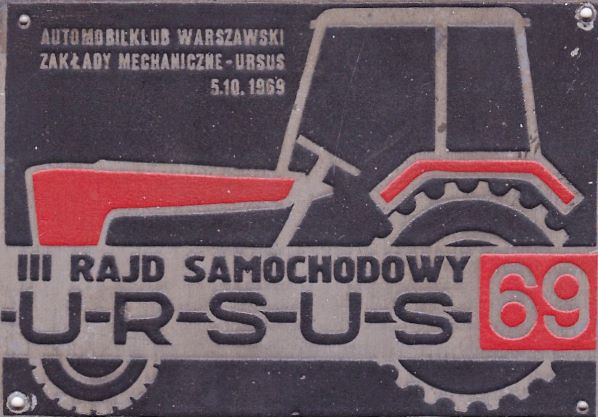 AUTOMOBILKLUB WARSZAWSKI
ZAKŁADY MECHANICZNE-URSUS
5.10.1969
III RAJD SAMOCHODOWY
-U-R-S-U-S-
69